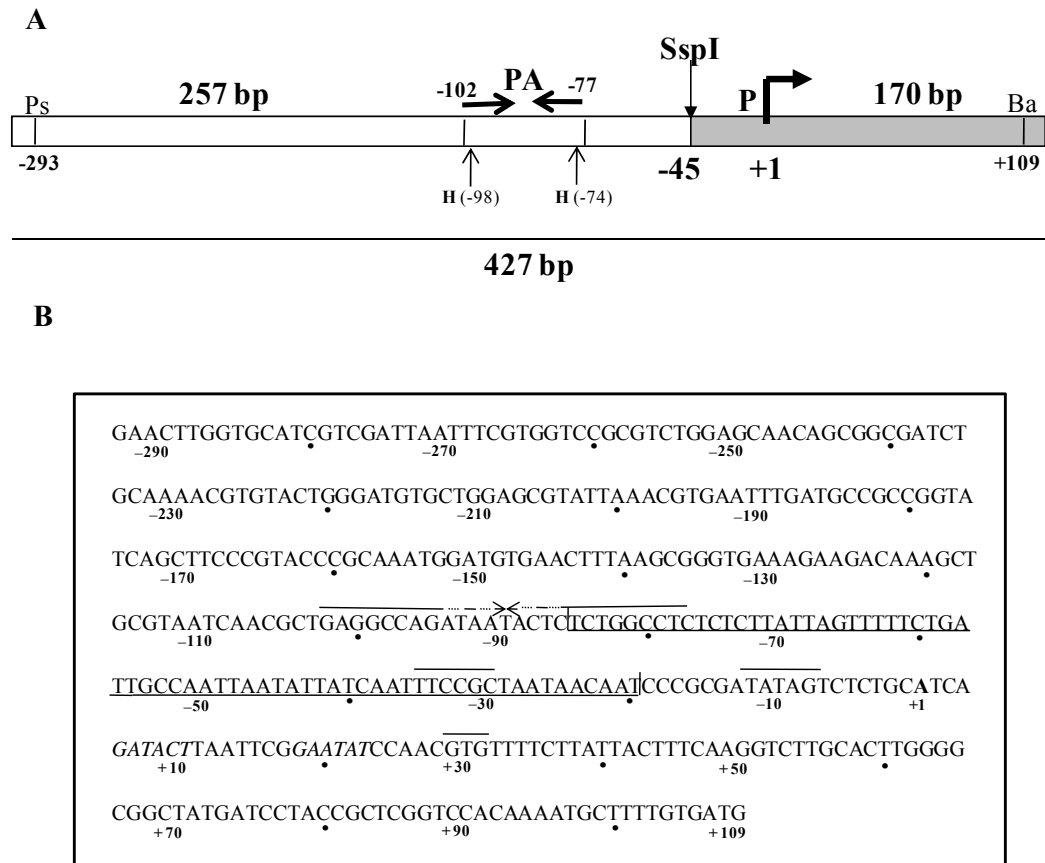 A
SspI
257 bp
-102
PA
-77
P
170 bp
Ps
Ba
-293
-45
+1
+109
H (-98)
H (-74)
427 bp
B
GAACTTGGTGCATCGTCGATTAATTTCGTGGTCCGCGTCTGGAGCAACAGCGGCGATCT
–290 • –270 • –250 •
GCAAAACGTGTACTGGGATGTGCTGGAGCGTATTAAACGTGAATTTGATGCCGCCGGTA
–230 • –210 • –190 •
TCAGCTTCCCGTACCCGCAAATGGATGTGAACTTTAAGCGGGTGAAAGAAGACAAAGCT
–170 • –150 • –130 •
GCGTAATCAACGCTGAGGCCAGATAATACTCTCTGGCCTCTCTCTTATTAGTTTTTCTGA
–110 • –90 • –70 •
TTGCCAATTAATATTATCAATTTCCGCTAATAACAATCCCGCGATATAGTCTCTGCATCA
–50 • –30 • –10 +1
GATACTTAATTCGGAATATCCAACGTGTTTTCTTATTACTTTCAAGGTCTTGCACTTGGGG
+10 • +30 • +50 •
CGGCTATGATCCTACCGCTCGGTCCACAAAATGCTTTTGTGATG
+70 • +90 • +109